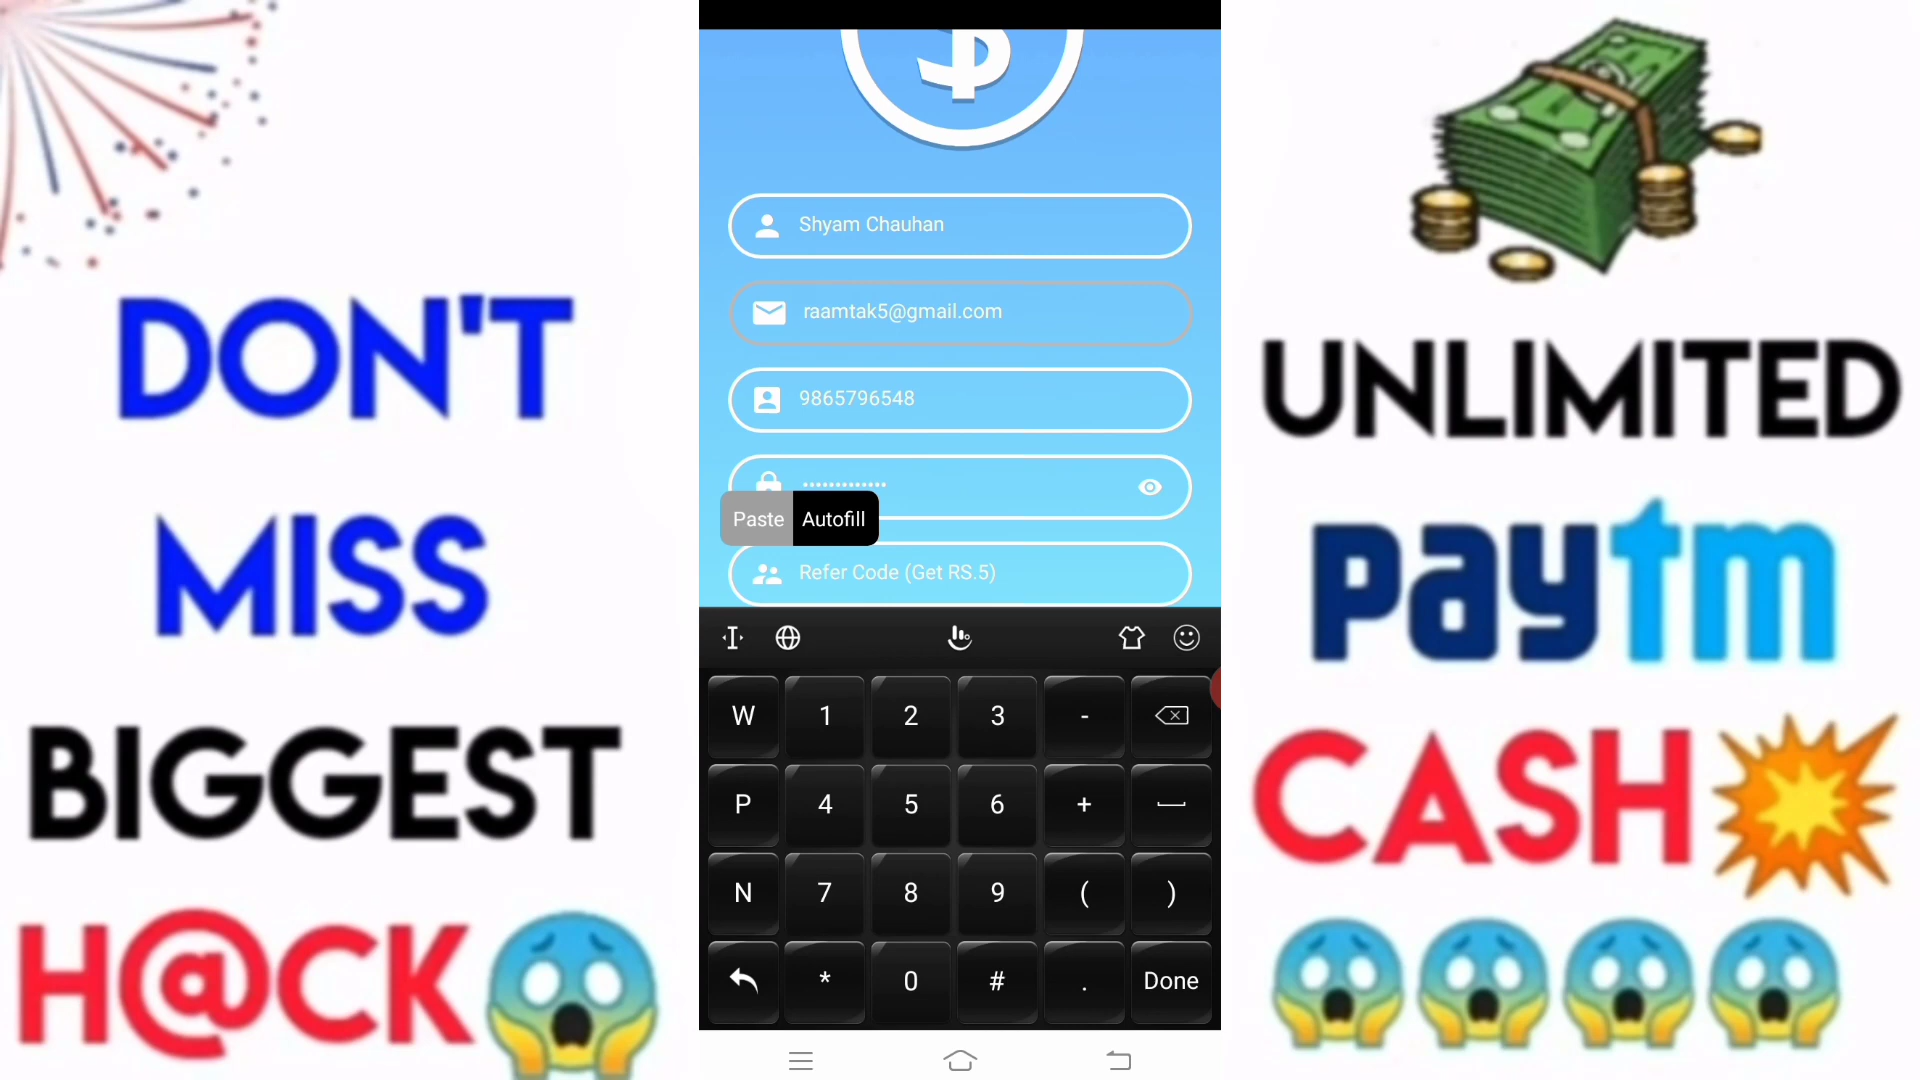 DON'T
MISS
BIGGEST
H@CK
Shyam Chauhan
raamtak5@gmail.com
9865796548
•••••••••••••
Paste Autofill
Refer Code (Get RS.5)
W 1 2 3 -
P 4 5 6 +
N 7 8 9 ( )
* 0 # . Done
UNLIMITED
paytm
CASH